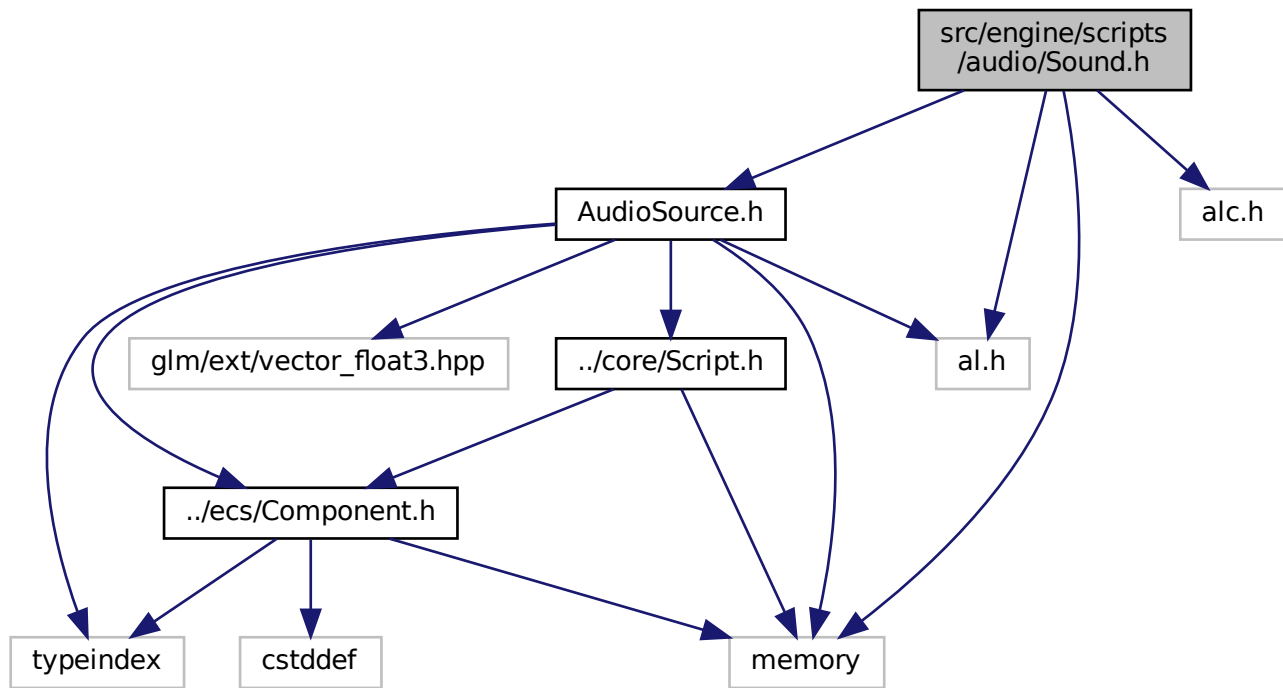 src/engine/scripts
/audio/Sound.h
AudioSource.h
alc.h
glm/ext/vector_float3.hpp
../core/Script.h
al.h
../ecs/Component.h
typeindex
cstddef
memory